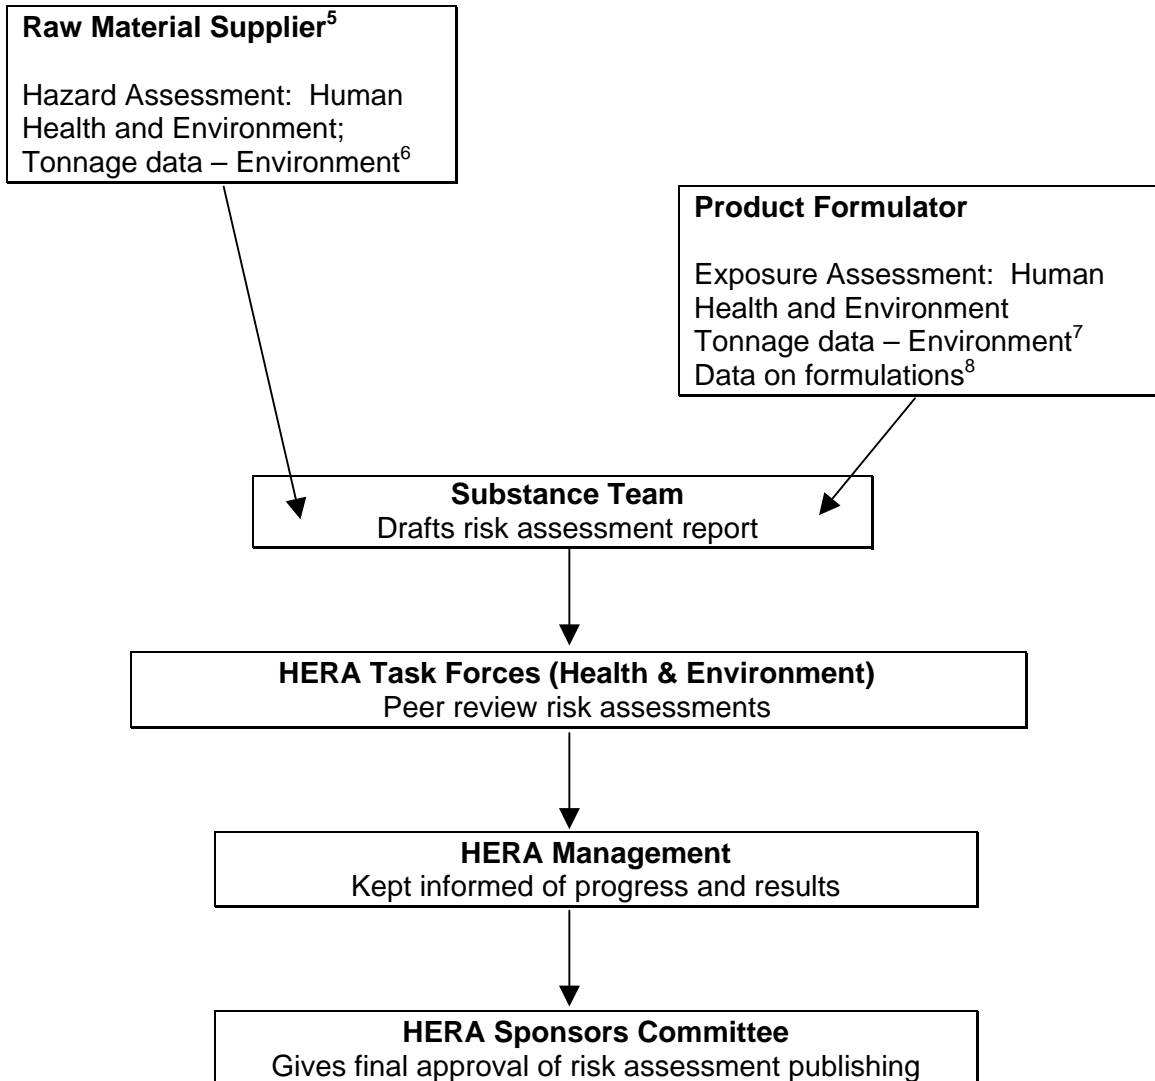 Raw Material Supplier⁵
Hazard Assessment:  Human
Health and Environment;
Tonnage data – Environment⁶
Product Formulator
Exposure Assessment:  Human
Health and Environment
Tonnage data – Environment⁷
Data on formulations⁸
Substance Team
Drafts risk assessment report
HERA Task Forces (Health & Environment)
Peer review risk assessments
HERA Management
Kept informed of progress and results
HERA Sponsors Committee
Gives final approval of risk assessment publishing